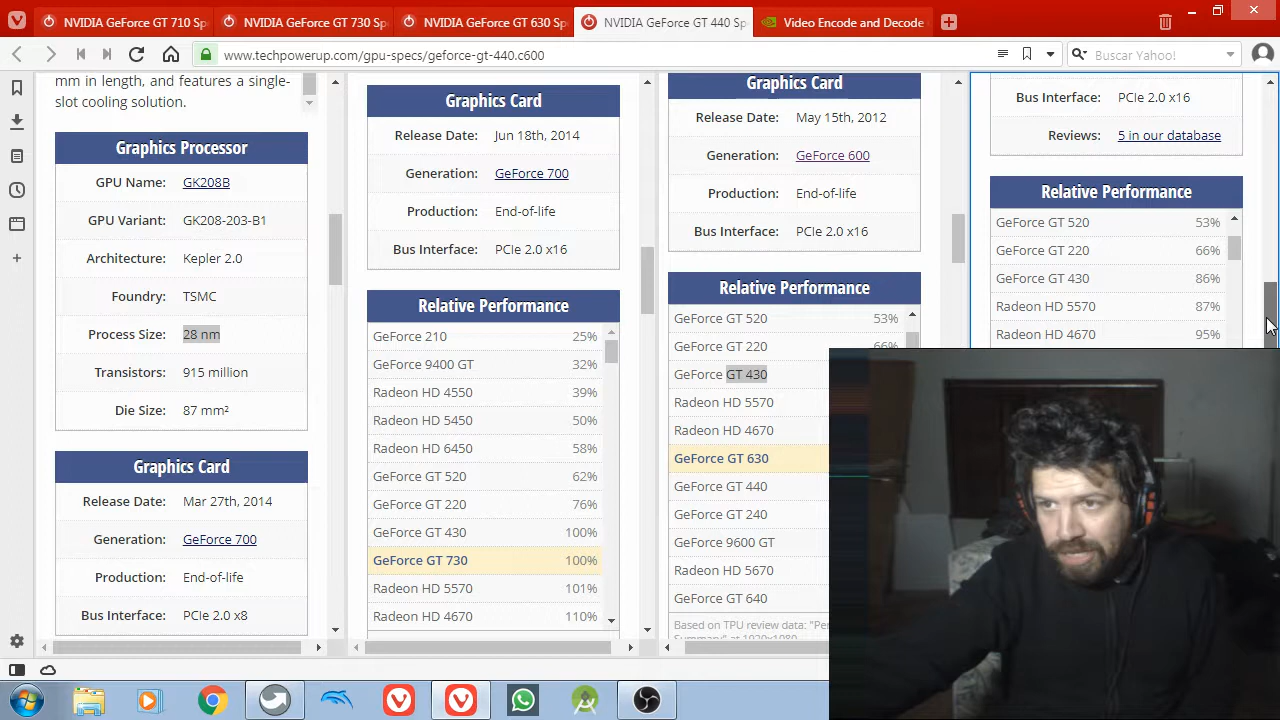 NVIDIA GeForce GT 710 Sp
NVIDIA GeForce GT 730 Sp
NVIDIA GeForce GT 630 Sp
NVIDIA GeForce GT 440 Sp
Video Encode and Decode
www.techpowerup.com/gpu-specs/geforce-gt-440.c600
Buscar Yahoo!
mm in length, and features a single-
slot cooling solution.
Graphics Processor
GPU Name: GK208B
GPU Variant: GK208-203-B1
Architecture: Kepler 2.0
Foundry: TSMC
Process Size: 28 nm
Transistors: 915 million
Die Size: 87 mm²
Graphics Card
Release Date: Mar 27th, 2014
Generation: GeForce 700
Production: End-of-life
Bus Interface: PCIe 2.0 x8
Graphics Card
Release Date: Jun 18th, 2014
Generation: GeForce 700
Production: End-of-life
Bus Interface: PCIe 2.0 x16
Relative Performance
GeForce 210 25%
GeForce 9400 GT 32%
Radeon HD 4550 39%
Radeon HD 5450 50%
Radeon HD 6450 58%
GeForce GT 520 62%
GeForce GT 220 76%
GeForce GT 430 100%
GeForce GT 730 100%
Radeon HD 5570 101%
Radeon HD 4670 110%
Graphics Card
Release Date: May 15th, 2012
Generation: GeForce 600
Production: End-of-life
Bus Interface: PCIe 2.0 x16
Relative Performance
GeForce GT 520 53%
GeForce GT 220 66%
GeForce GT 430
Radeon HD 5570
Radeon HD 4670
GeForce GT 630
GeForce GT 440
GeForce GT 240
GeForce 9600 GT
Radeon HD 5670
GeForce GT 640
Based on TPU review data: "Per
Summary" at 1920x1080
Bus Interface: PCIe 2.0 x16
Reviews: 5 in our database
Relative Performance
GeForce GT 520 53%
GeForce GT 220 66%
GeForce GT 430 86%
Radeon HD 5570 87%
Radeon HD 4670 95%